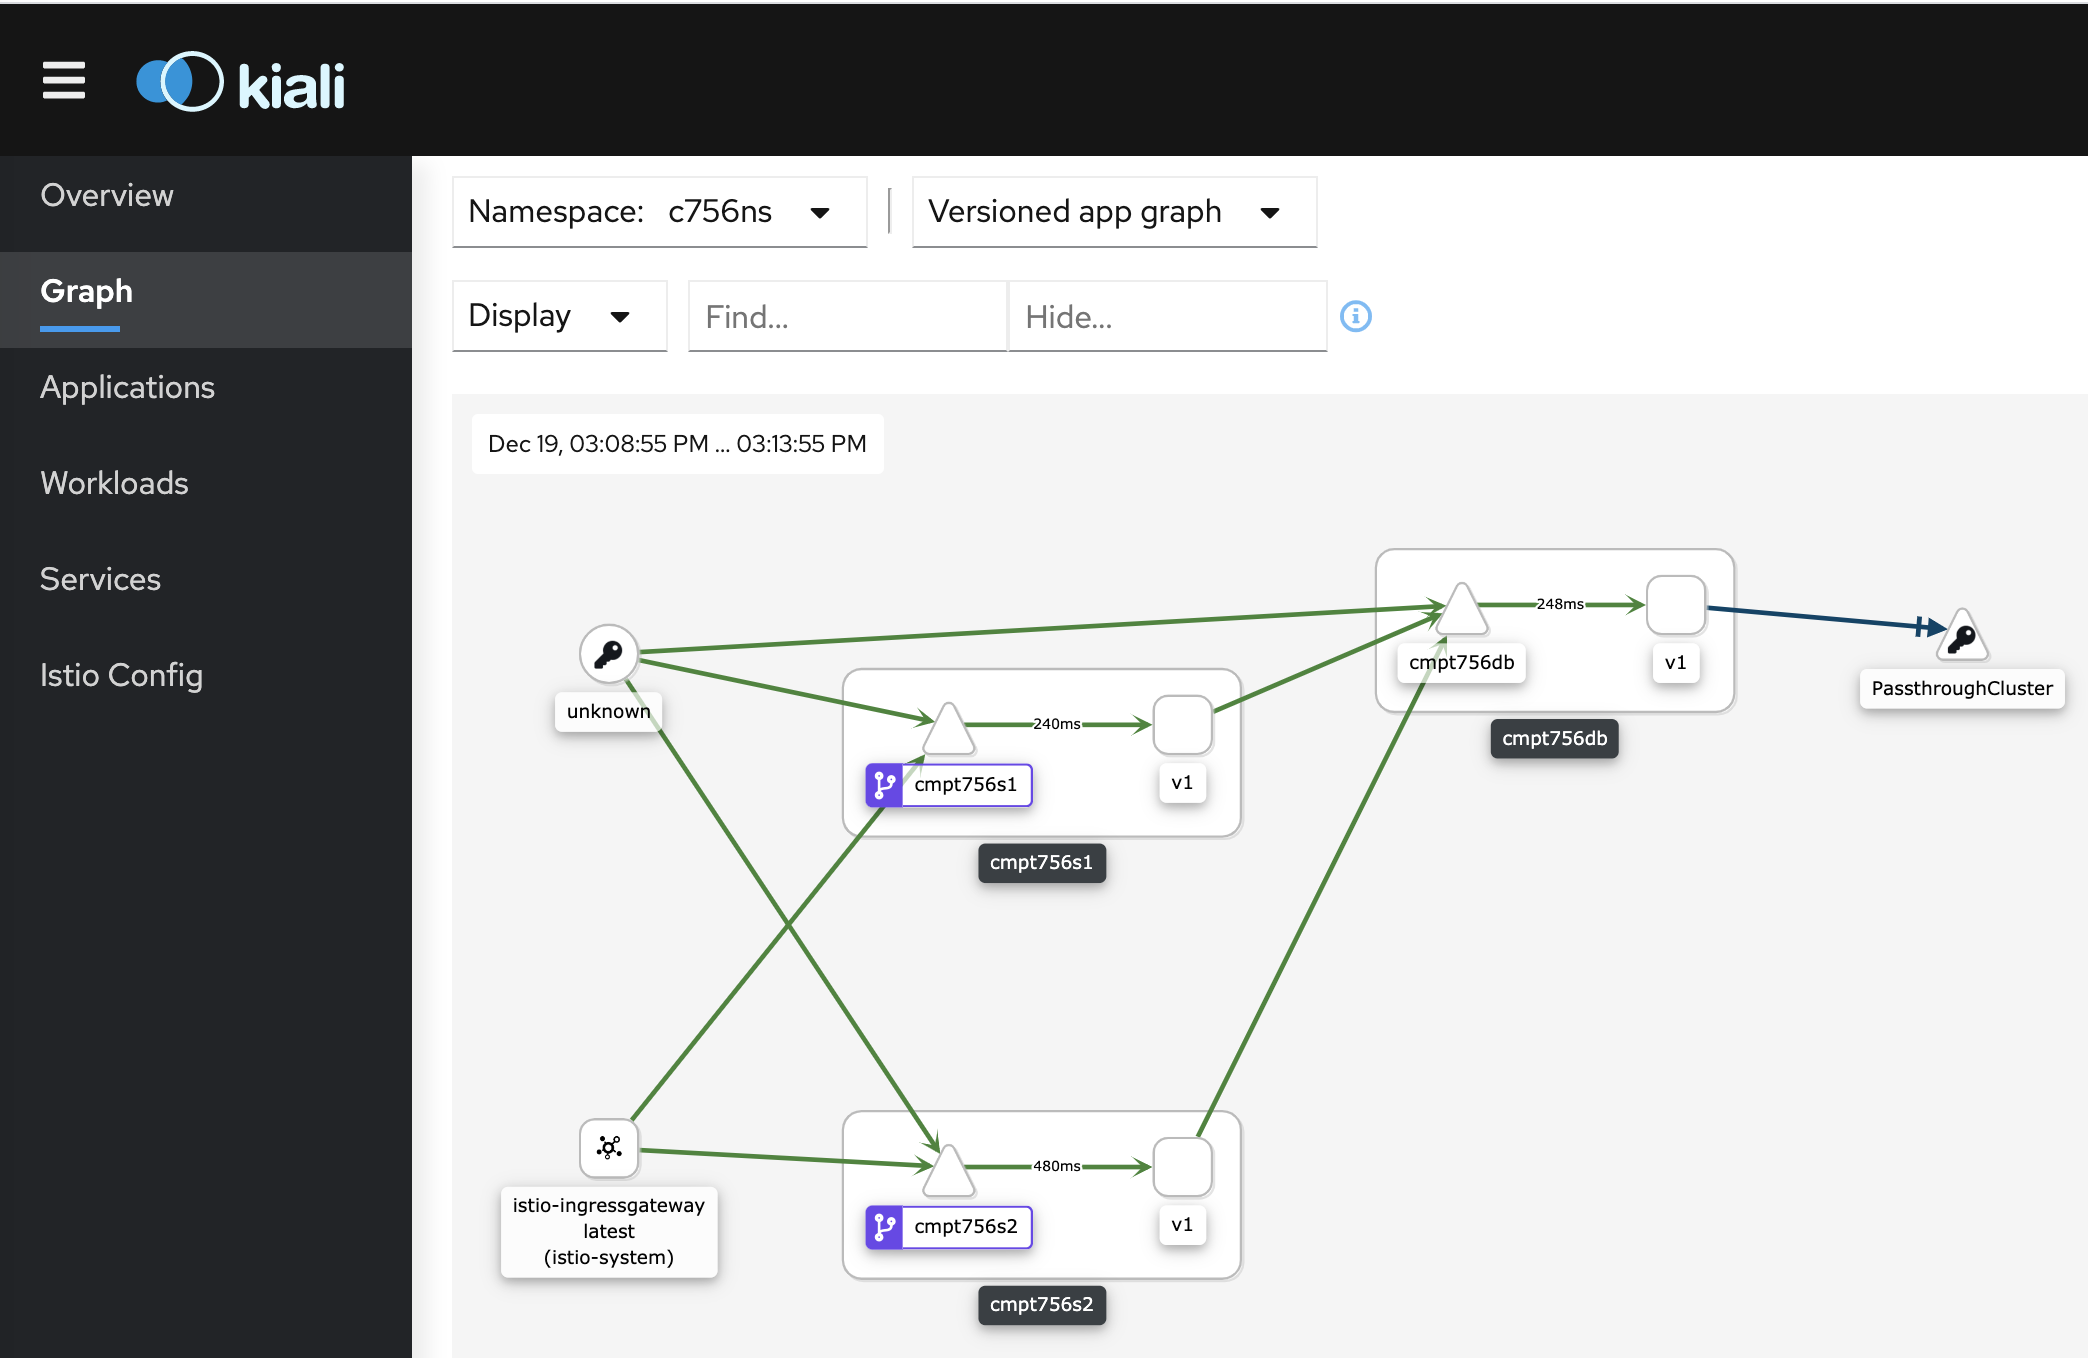 kiali
Overview
Graph
Applications
Workloads
Services
Istio Config
Namespace: c756ns
Versioned app graph
Display
Find...
Hide...
Dec 19, 03:08:55 PM ... 03:13:55 PM
unknown
240ms
cmpt756s1
v1
cmpt756s1
248ms
cmpt756db
v1
cmpt756db
PassthroughCluster
istio-ingressgateway
latest
(istio-system)
480ms
cmpt756s2
v1
cmpt756s2